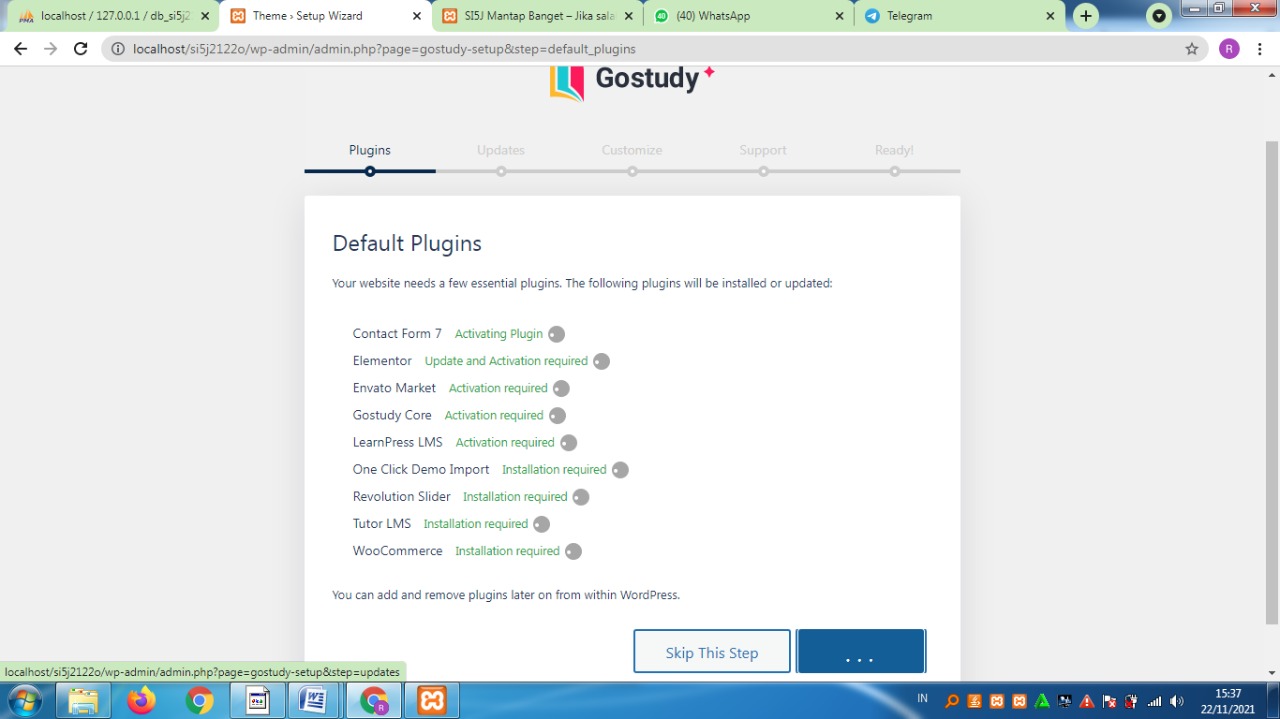 localhost / 127.0.0.1 / db_si5j2
Theme › Setup Wizard
SI5J Mantap Banget – Jika sala
(40) WhatsApp
Telegram
localhost/si5j2122o/wp-admin/admin.php?page=gostudy-setup&step=default_plugins
R
Gostudy
Plugins
Updates
Customize
Support
Ready!
Default Plugins
Your website needs a few essential plugins. The following plugins will be installed or updated:
Contact Form 7 Activating Plugin
Elementor Update and Activation required
Envato Market Activation required
Gostudy Core Activation required
LearnPress LMS Activation required
One Click Demo Import Installation required
Revolution Slider Installation required
Tutor LMS Installation required
WooCommerce Installation required
You can add and remove plugins later on from within WordPress.
Skip This Step
...
localhost/si5j2122o/wp-admin/admin.php?page=gostudy-setup&step=updates
IN
15:37
22/11/2021